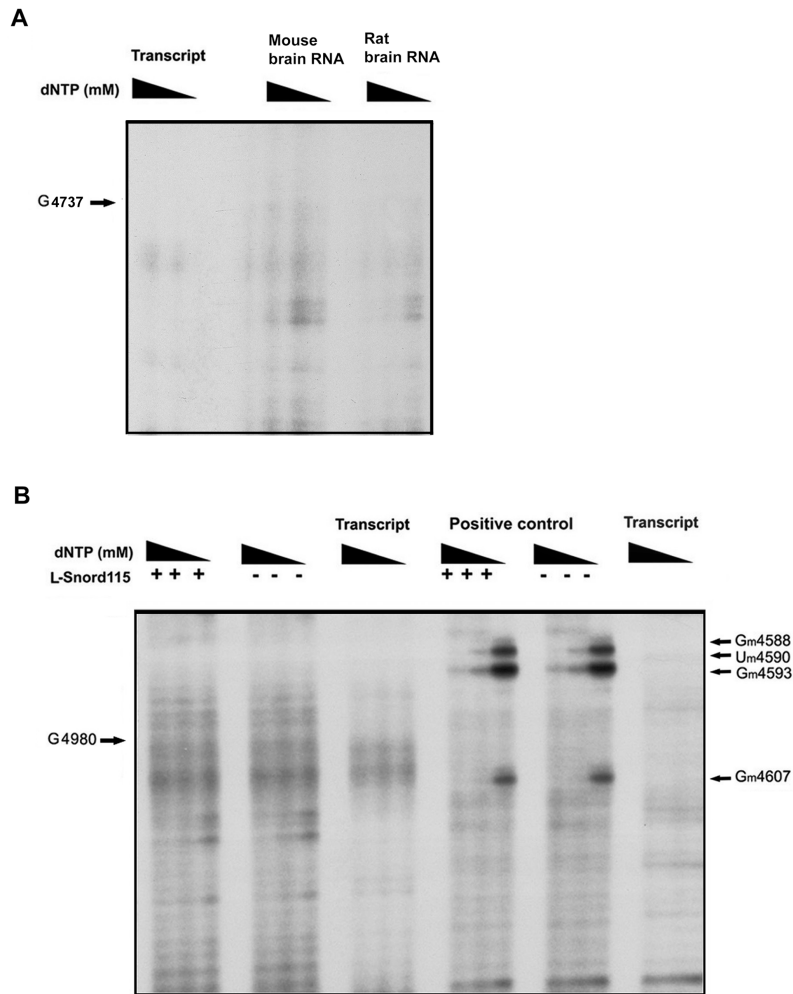 A
Transcript
Mouse
brain RNA
Rat
brain RNA
dNTP (mM)
G4737
B
Transcript
Positive control
Transcript
dNTP (mM)
L-Snord115
+ + +
- - -
+ + +
- - -
Gm4588
Um4590
Gm4593
G4980
Gm4607